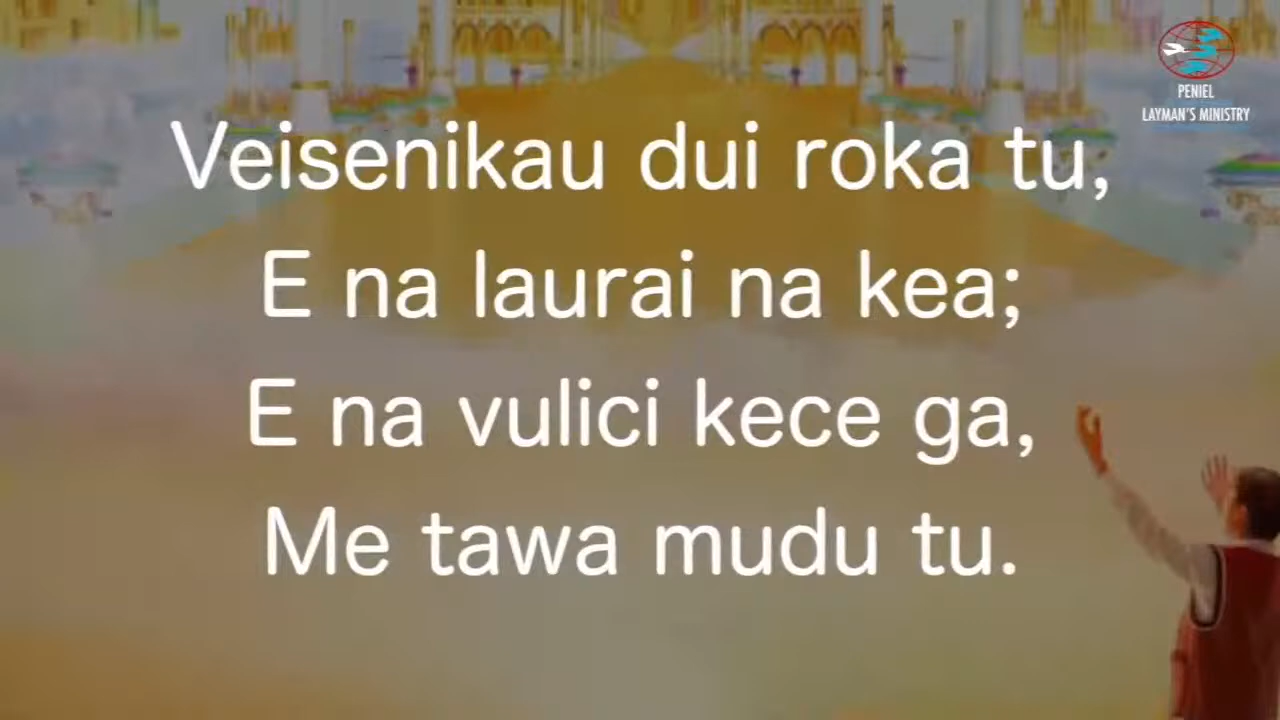 PENIEL
LAYMAN'S MINISTRY
Veisenikau dui roka tu,
E na laurai na kea;
E na vulici kece ga,
Me tawa mudu tu.